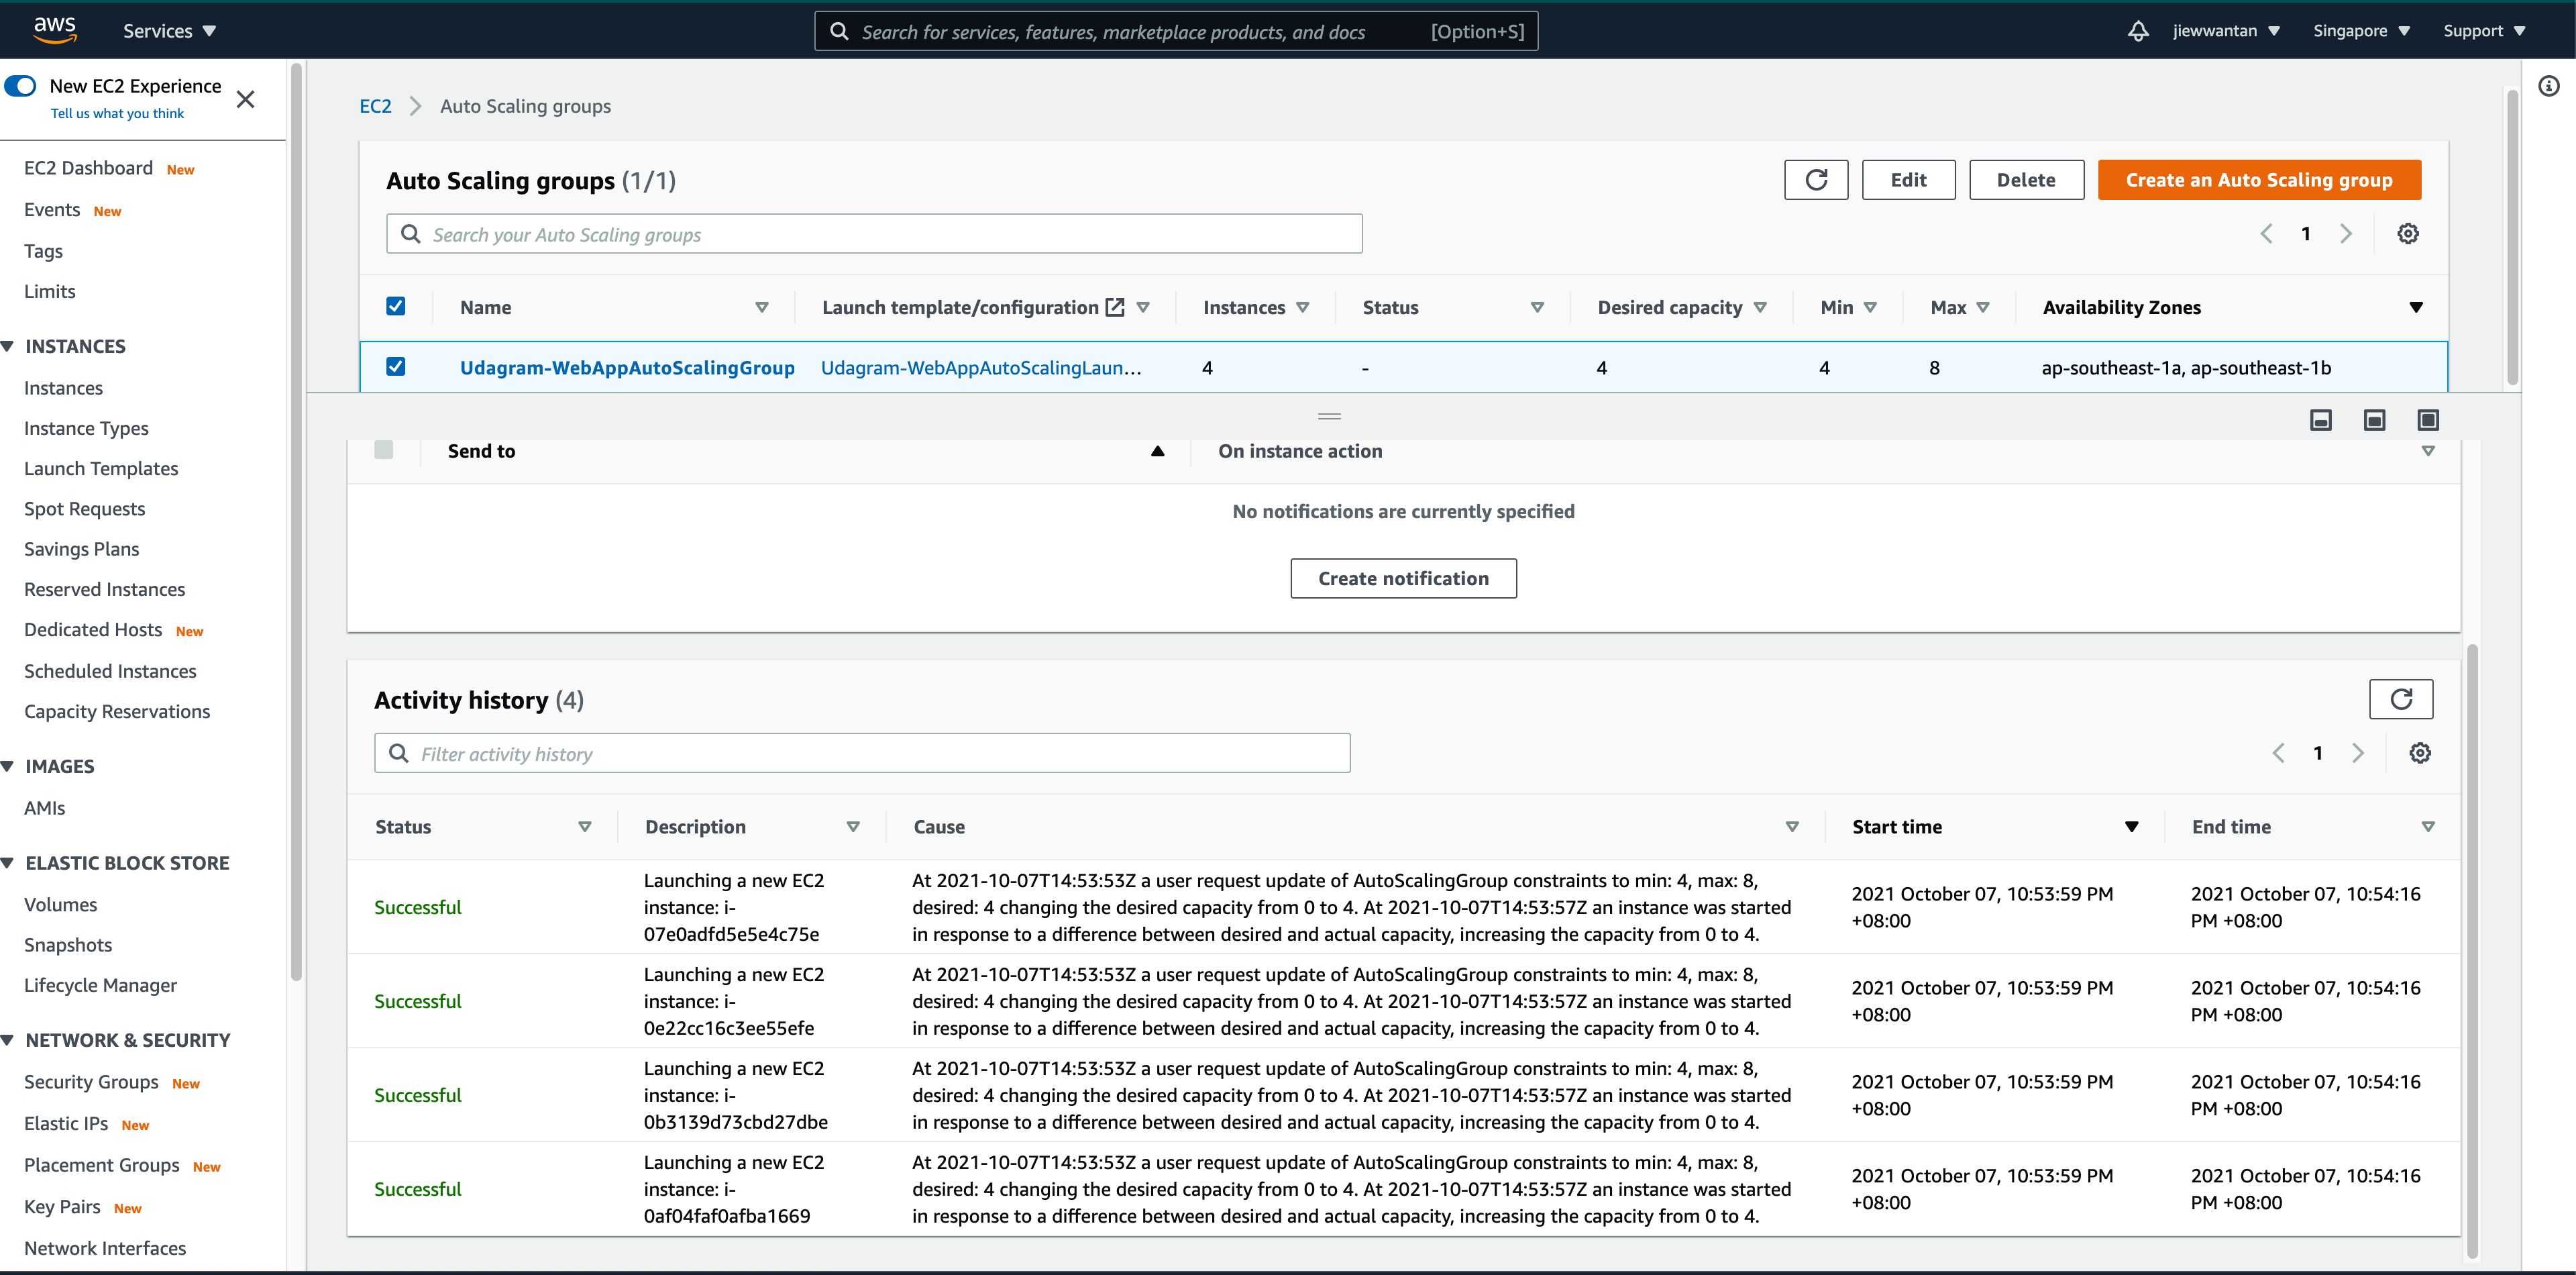 aws Services Search for services, features, marketplace products, and docs [Option+S] jiewwantan Singapore Support
New EC2 Experience
Tell us what you think
EC2 Dashboard New
Events New
Tags
Limits
INSTANCES
Instances
Instance Types
Launch Templates
Spot Requests
Savings Plans
Reserved Instances
Dedicated Hosts New
Scheduled Instances
Capacity Reservations
IMAGES
AMIs
ELASTIC BLOCK STORE
Volumes
Snapshots
Lifecycle Manager
NETWORK & SECURITY
Security Groups New
Elastic IPs New
Placement Groups New
Key Pairs New
Network Interfaces
EC2 Auto Scaling groups
Auto Scaling groups (1/1) Edit Delete Create an Auto Scaling group
Search your Auto Scaling groups 1
Name Launch template/configuration Instances Status Desired capacity Min Max Availability Zones
Udagram-WebAppAutoScalingGroup Udagram-WebAppAutoScalingLaun... 4 - 4 4 8 ap-southeast-1a, ap-southeast-1b
Send to On instance action
No notifications are currently specified
Create notification
Activity history (4)
Filter activity history 1
Status Description Cause Start time End time
Successful
Launching a new EC2
instance: i-
07e0adfd5e5e4c75e
At 2021-10-07T14:53:53Z a user request update of AutoScalingGroup constraints to min: 4, max: 8,
desired: 4 changing the desired capacity from 0 to 4. At 2021-10-07T14:53:57Z an instance was started
in response to a difference between desired and actual capacity, increasing the capacity from 0 to 4.
2021 October 07, 10:53:59 PM
+08:00
2021 October 07, 10:54:16
PM +08:00
Successful
Launching a new EC2
instance: i-
0e22cc16c3ee55efe
At 2021-10-07T14:53:53Z a user request update of AutoScalingGroup constraints to min: 4, max: 8,
desired: 4 changing the desired capacity from 0 to 4. At 2021-10-07T14:53:57Z an instance was started
in response to a difference between desired and actual capacity, increasing the capacity from 0 to 4.
2021 October 07, 10:53:59 PM
+08:00
2021 October 07, 10:54:16
PM +08:00
Successful
Launching a new EC2
instance: i-
0b3139d73cbd27dbe
At 2021-10-07T14:53:53Z a user request update of AutoScalingGroup constraints to min: 4, max: 8,
desired: 4 changing the desired capacity from 0 to 4. At 2021-10-07T14:53:57Z an instance was started
in response to a difference between desired and actual capacity, increasing the capacity from 0 to 4.
2021 October 07, 10:53:59 PM
+08:00
2021 October 07, 10:54:16
PM +08:00
Successful
Launching a new EC2
instance: i-
0af04faf0afba1669
At 2021-10-07T14:53:53Z a user request update of AutoScalingGroup constraints to min: 4, max: 8,
desired: 4 changing the desired capacity from 0 to 4. At 2021-10-07T14:53:57Z an instance was started
in response to a difference between desired and actual capacity, increasing the capacity from 0 to 4.
2021 October 07, 10:53:59 PM
+08:00
2021 October 07, 10:54:16
PM +08:00